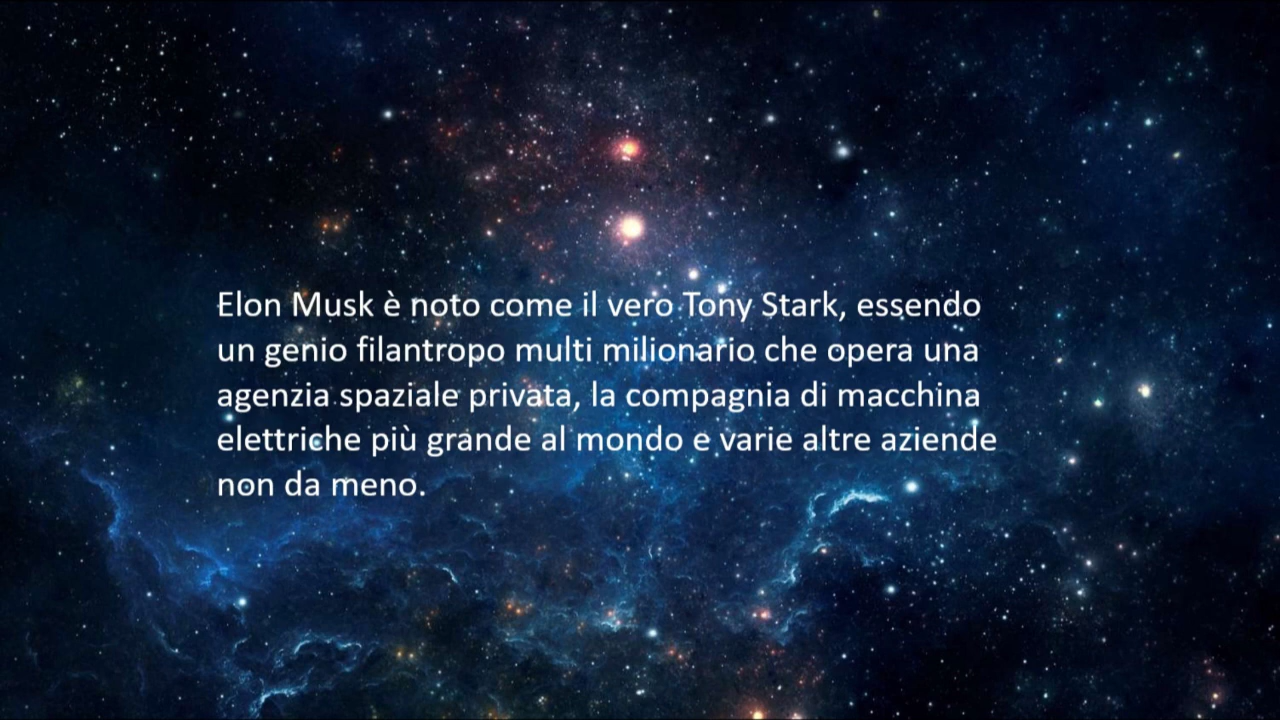 Elon Musk è noto come il vero Tony Stark, essendo
un genio filantropo multi milionario che opera una
agenzia spaziale privata, la compagnia di macchina
elettriche più grande al mondo e varie altre aziende
non da meno.